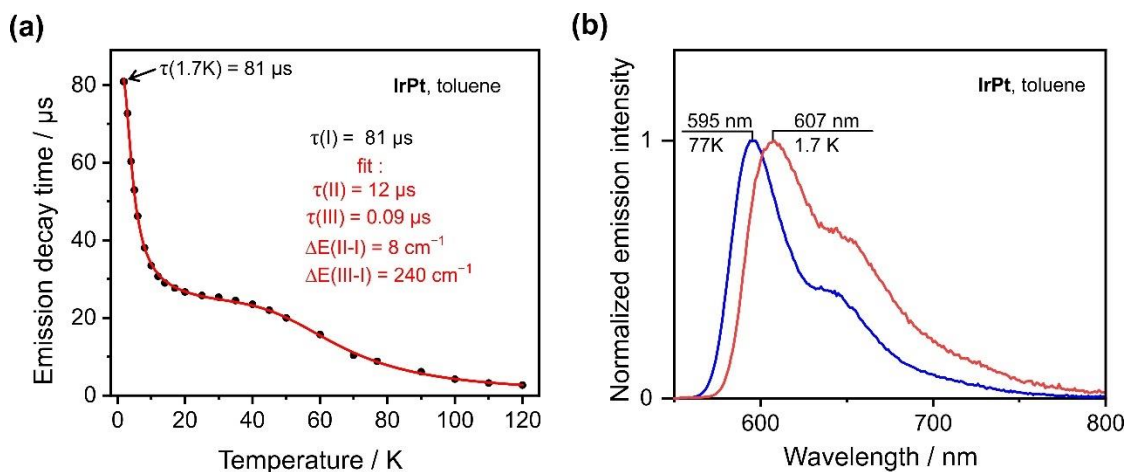 (a)
80
60
40
20
0
Emission decay time / µs
τ(1.7K) = 81 µs
IrPt, toluene
τ(I) = 81 µs
fit :
τ(II) = 12 µs
τ(III) = 0.09 µs
ΔE(II-I) = 8 cm⁻¹
ΔE(III-I) = 240 cm⁻¹
0 20 40 60 80 100 120
Temperature / K
(b)
1
0
Normalized emission intensity
595 nm
77K
607 nm
1.7 K
IrPt, toluene
600 700 800
Wavelength / nm